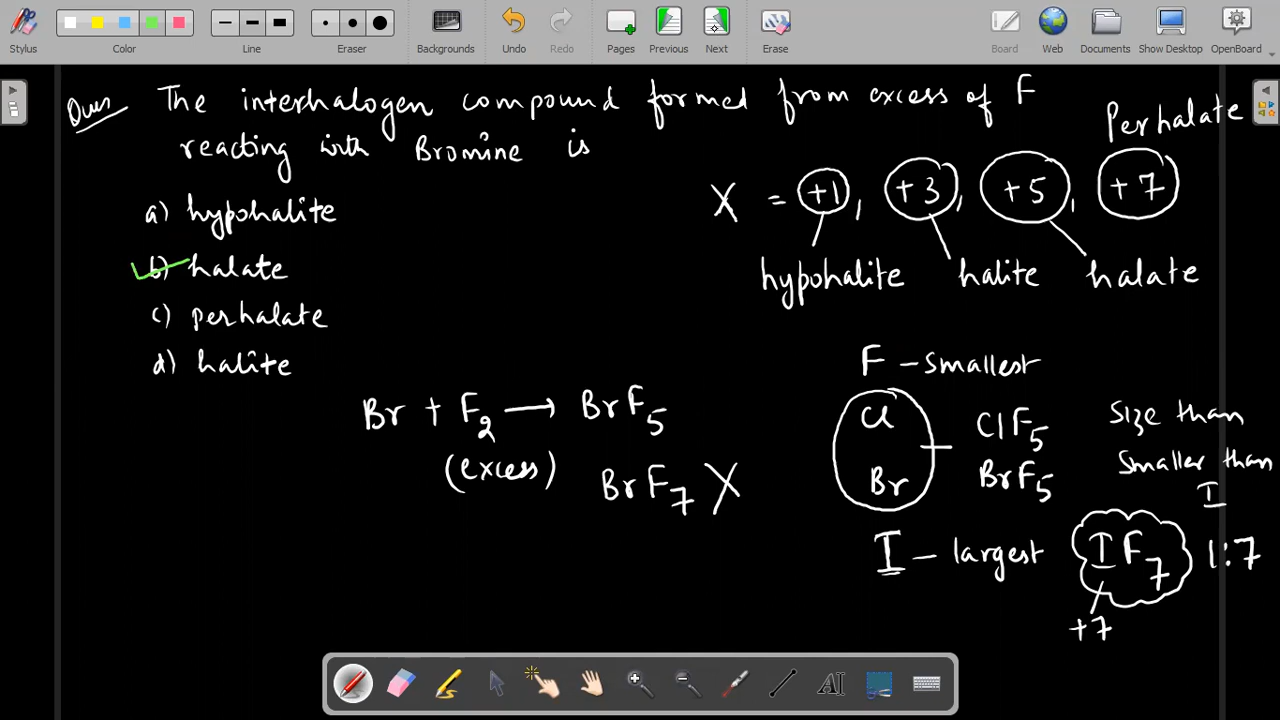 Stylus
Color
Line
Eraser
Backgrounds
Undo
Redo
Pages
Previous
Next
Erase
Board
Web
Documents
Show Desktop
OpenBoard
Ques
The interhalogen compound formed from excess of F
reacting with Bromine is
a) hypohalite
b) halate
c) perhalate
d) halite
Perhalate
X = +1, +3, +5, +7
hypohalite halite halate
Br + F2 → BrF5
(excess)
BrF7 X
F - smallest
Cl ClF5
Br BrF5
Size than
Smaller than
I
I - largest IF7 1:7
+7
AI